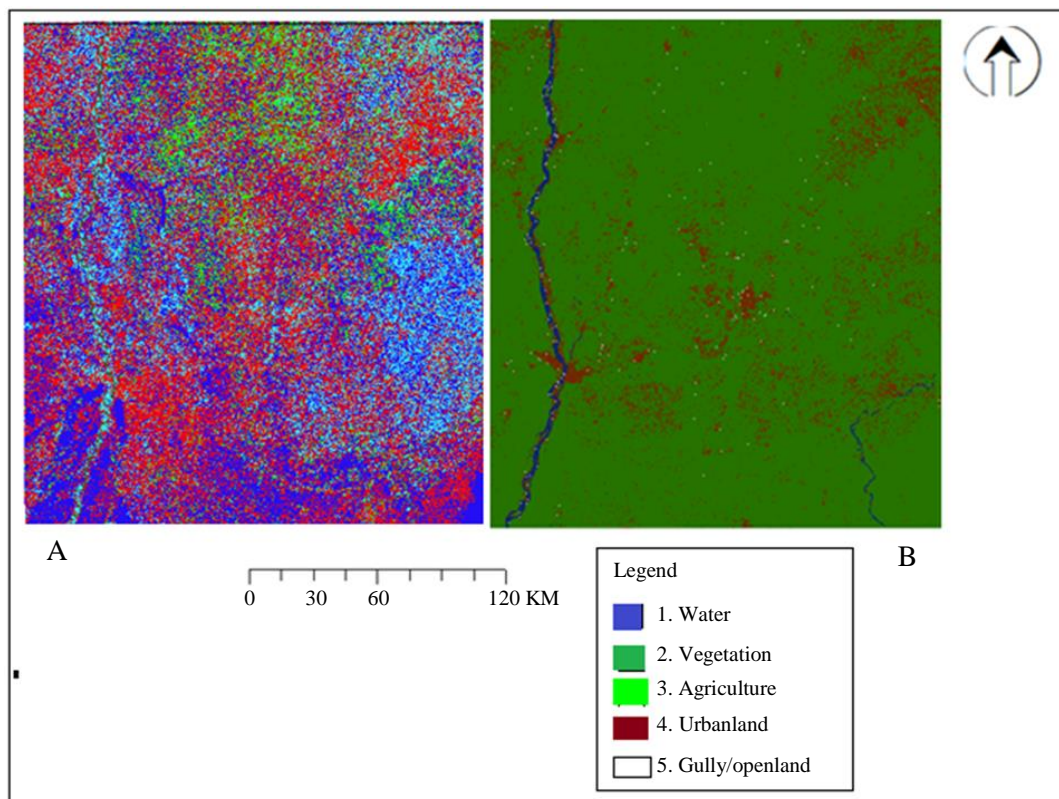 A
B
0 30 60 120 KM
Legend
1. Water
2. Vegetation
3. Agriculture
4. Urbanland
5. Gully/openland